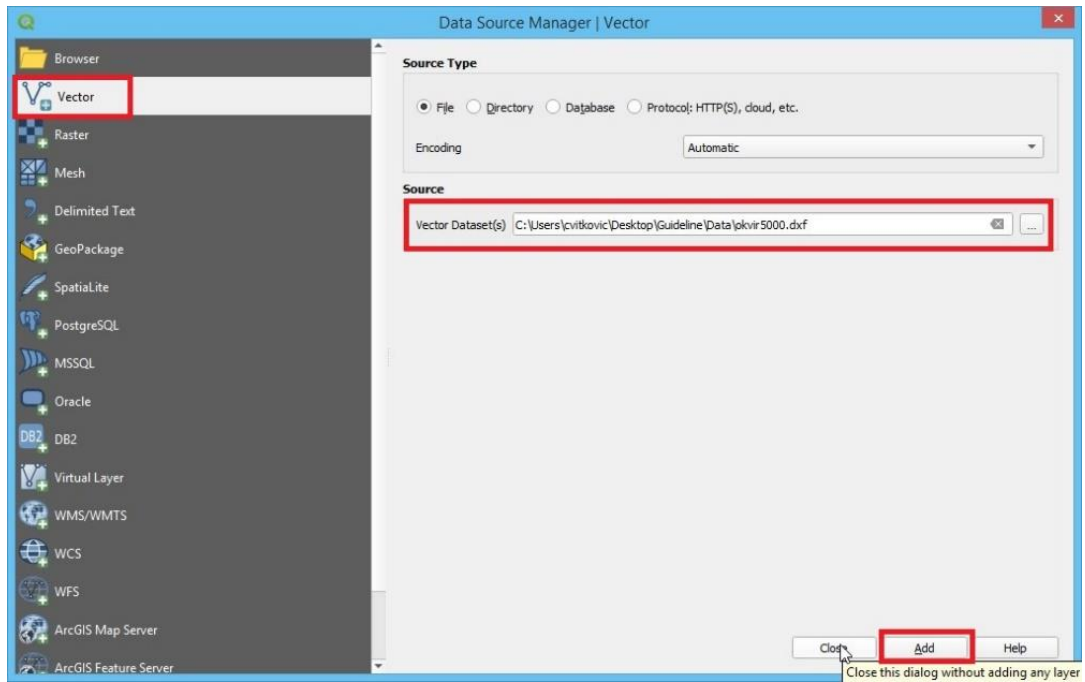 Data Source Manager | Vector
Browser
Vector
Raster
Mesh
Delimited Text
GeoPackage
SpatiaLite
PostgreSQL
MSSQL
Oracle
DB2 DB2
Virtual Layer
WMS/WMTS
WCS
WFS
ArcGIS Map Server
ArcGIS Feature Server
Source Type
File Directory Database Protocol: HTTP(S), cloud, etc.
Encoding Automatic
Source
Vector Dataset(s) C:\Users\cvitkovic\Desktop\Guideline\Data\okvir5000.dxf ...
Close Add Help
Close this dialog without adding any layer